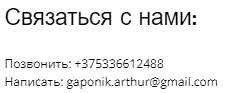 Связаться с нами:
Позвонить: +375336612488
Написать: gaponik.arthur@gmail.com